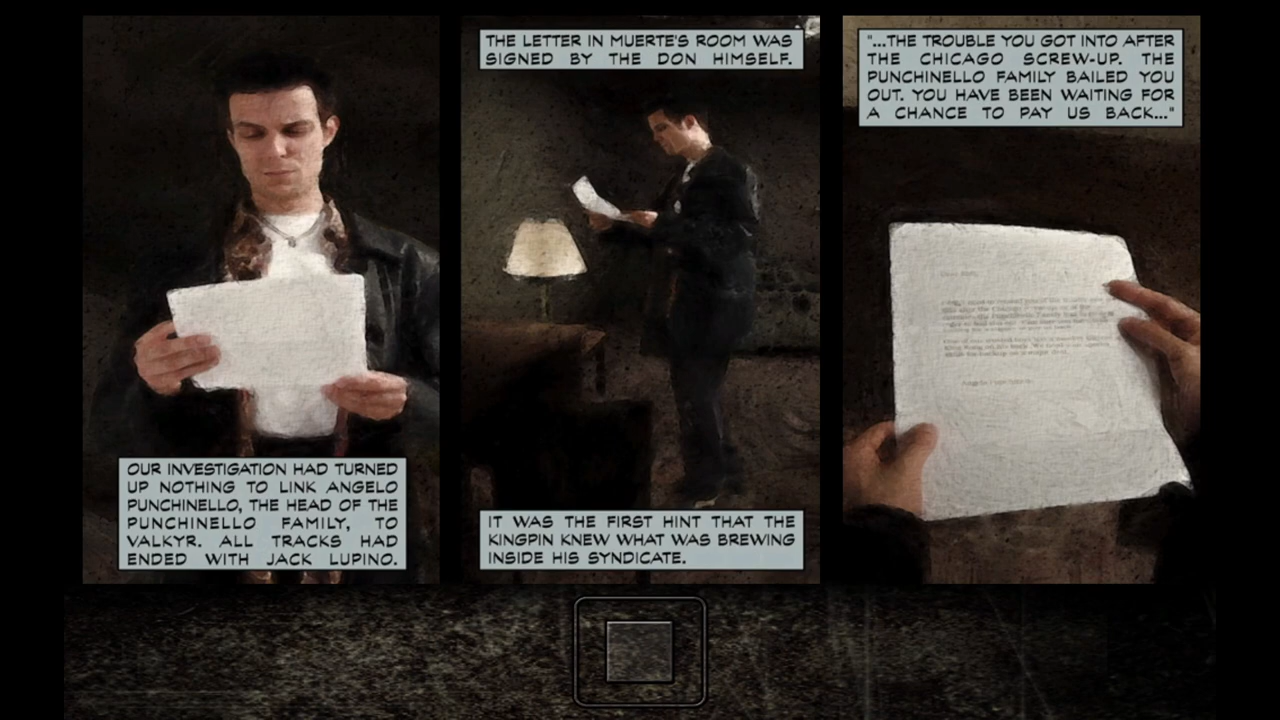 OUR INVESTIGATION HAD TURNED
UP NOTHING TO LINK ANGELO
PUNCHINELLO, THE HEAD OF THE
PUNCHINELLO FAMILY, TO
VALKYR. ALL TRACKS HAD
ENDED WITH JACK LUPINO.
THE LETTER IN MUERTE'S ROOM WAS
SIGNED BY THE DON HIMSELF.
IT WAS THE FIRST HINT THAT THE
KINGPIN KNEW WHAT WAS BREWING
INSIDE HIS SYNDICATE.
"...THE TROUBLE YOU GOT INTO AFTER
THE CHICAGO SCREW-UP. THE
PUNCHINELLO FAMILY BAILED YOU
OUT. YOU HAVE BEEN WAITING FOR
A CHANCE TO PAY US BACK..."